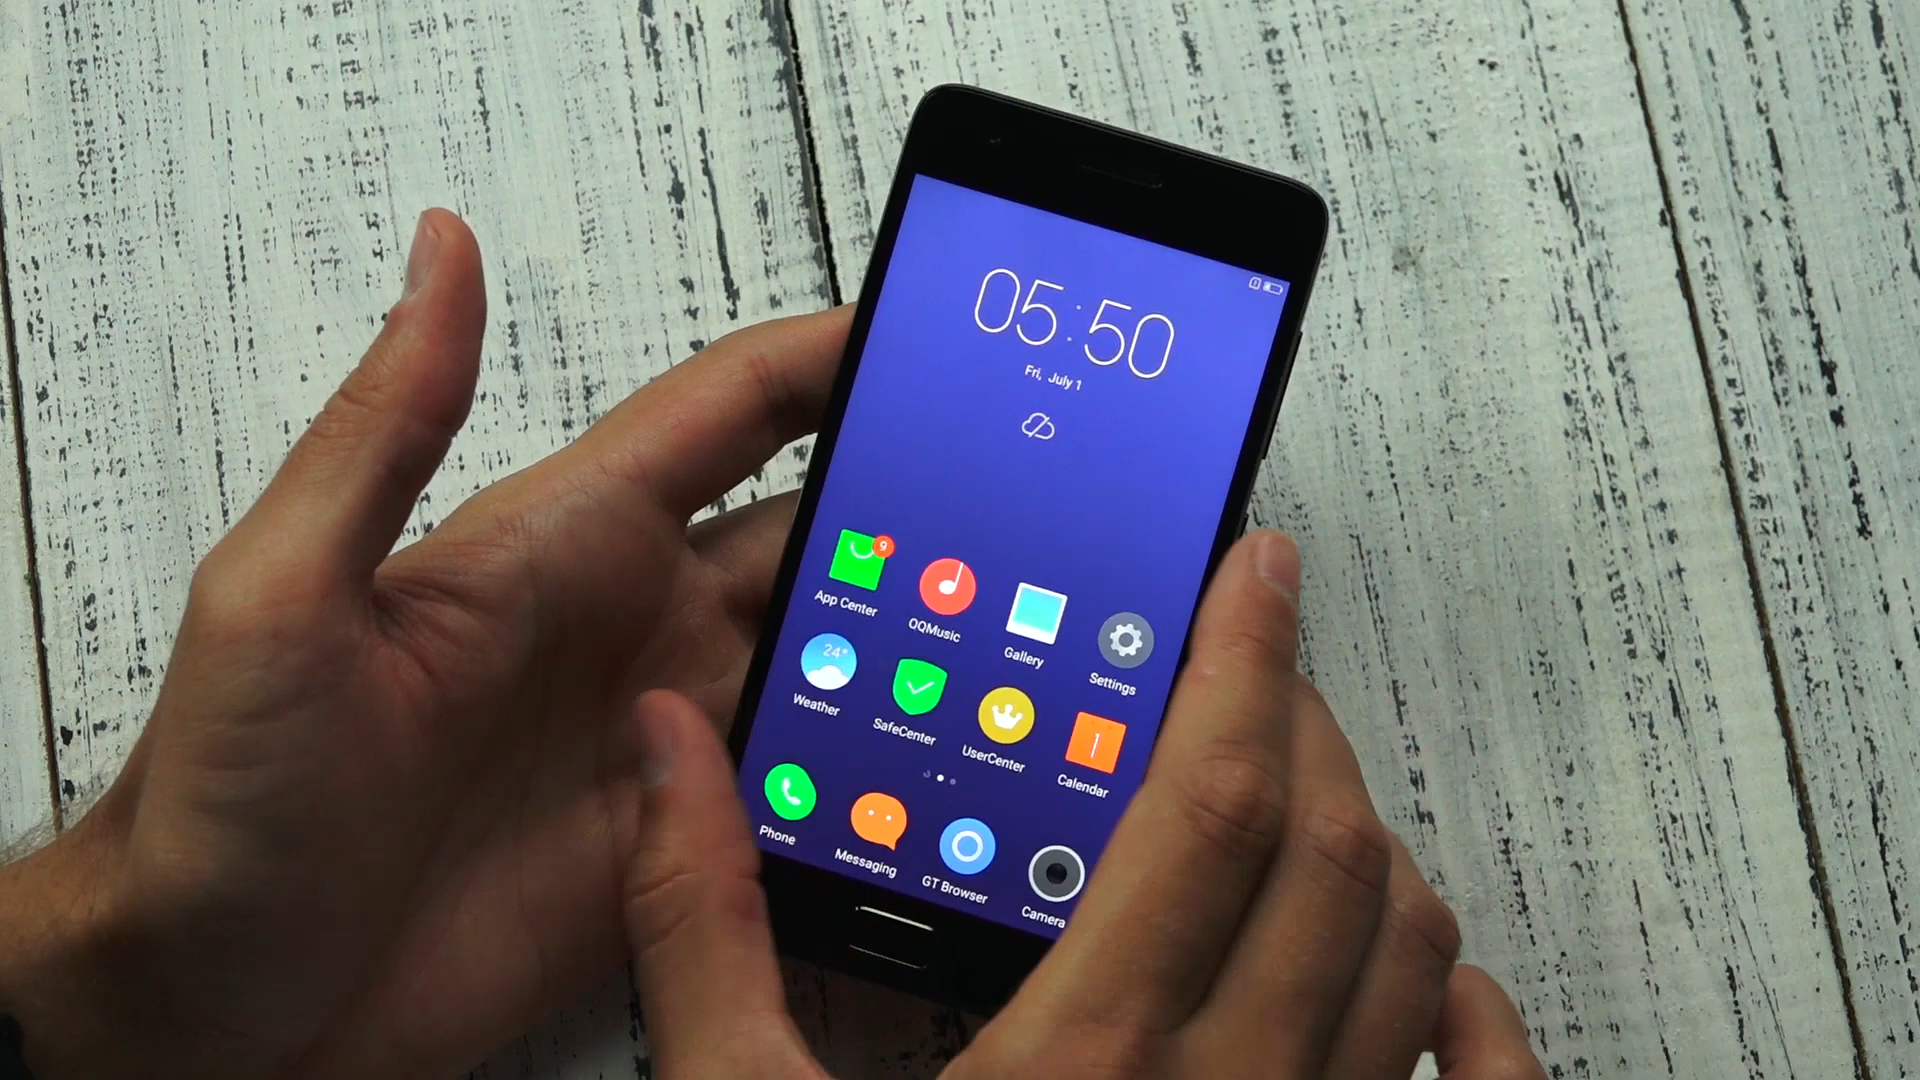 05:50
Fri, July 1
9
App Center
QQMusic
Gallery
Settings
24°
Weather
SafeCenter
UserCenter
1
Calendar
Phone
Messaging
GT Browser
Camera